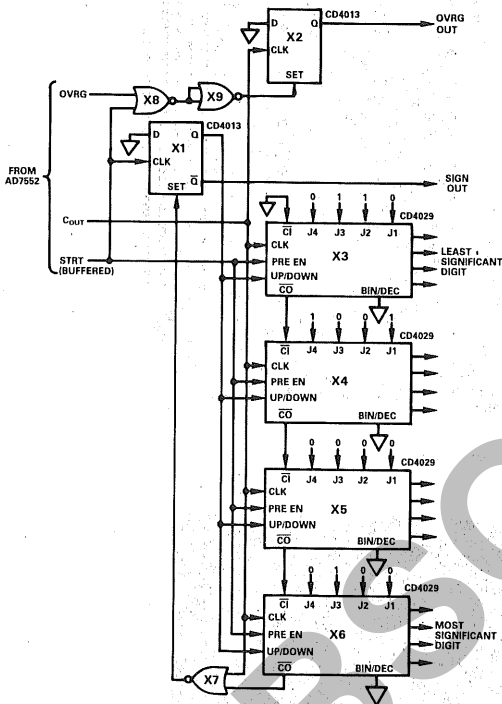 D Q CD4013
OVRG OUT
X2
CLK
SET
OVRG
X8
X9
CD4013
D Q
X1
CLK
SET Q
FROM AD7552
SIGN OUT
COUT
STRT (BUFFERED)
0 1 1 0
CD4029
CI J4 J3 J2 J1
CLK
PRE EN
X3
UP/DOWN
CO
BIN/DEC
LEAST SIGNIFICANT DIGIT
1 0 0 1
CD4029
CI J4 J3 J2 J1
CLK
PRE EN
X4
UP/DOWN
CO
BIN/DEC
0 0 0 0
CD4029
CI J4 J3 J2 J1
CLK
PRE EN
X5
UP/DOWN
CO
BIN/DEC
0 1 0 0
CD4029
CI J4 J3 J2 J1
CLK
PRE EN
X6
UP/DOWN
CO
BIN/DEC
MOST SIGNIFICANT DIGIT
X7